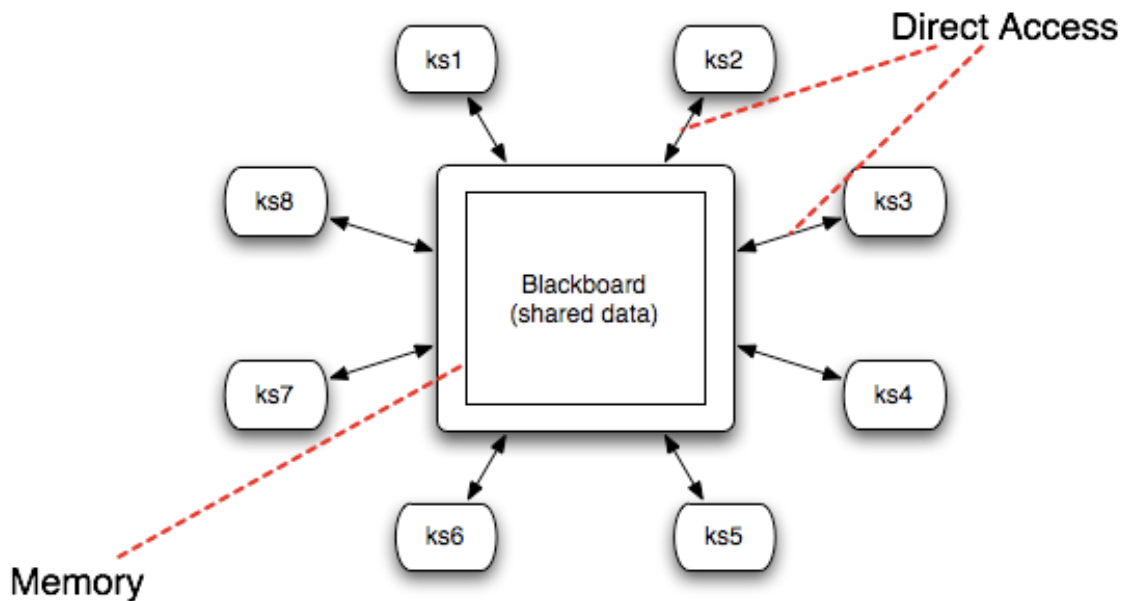 Direct Access
ks1
ks2
ks8
ks3
Blackboard
(shared data)
ks7
ks4
ks6
ks5
Memory